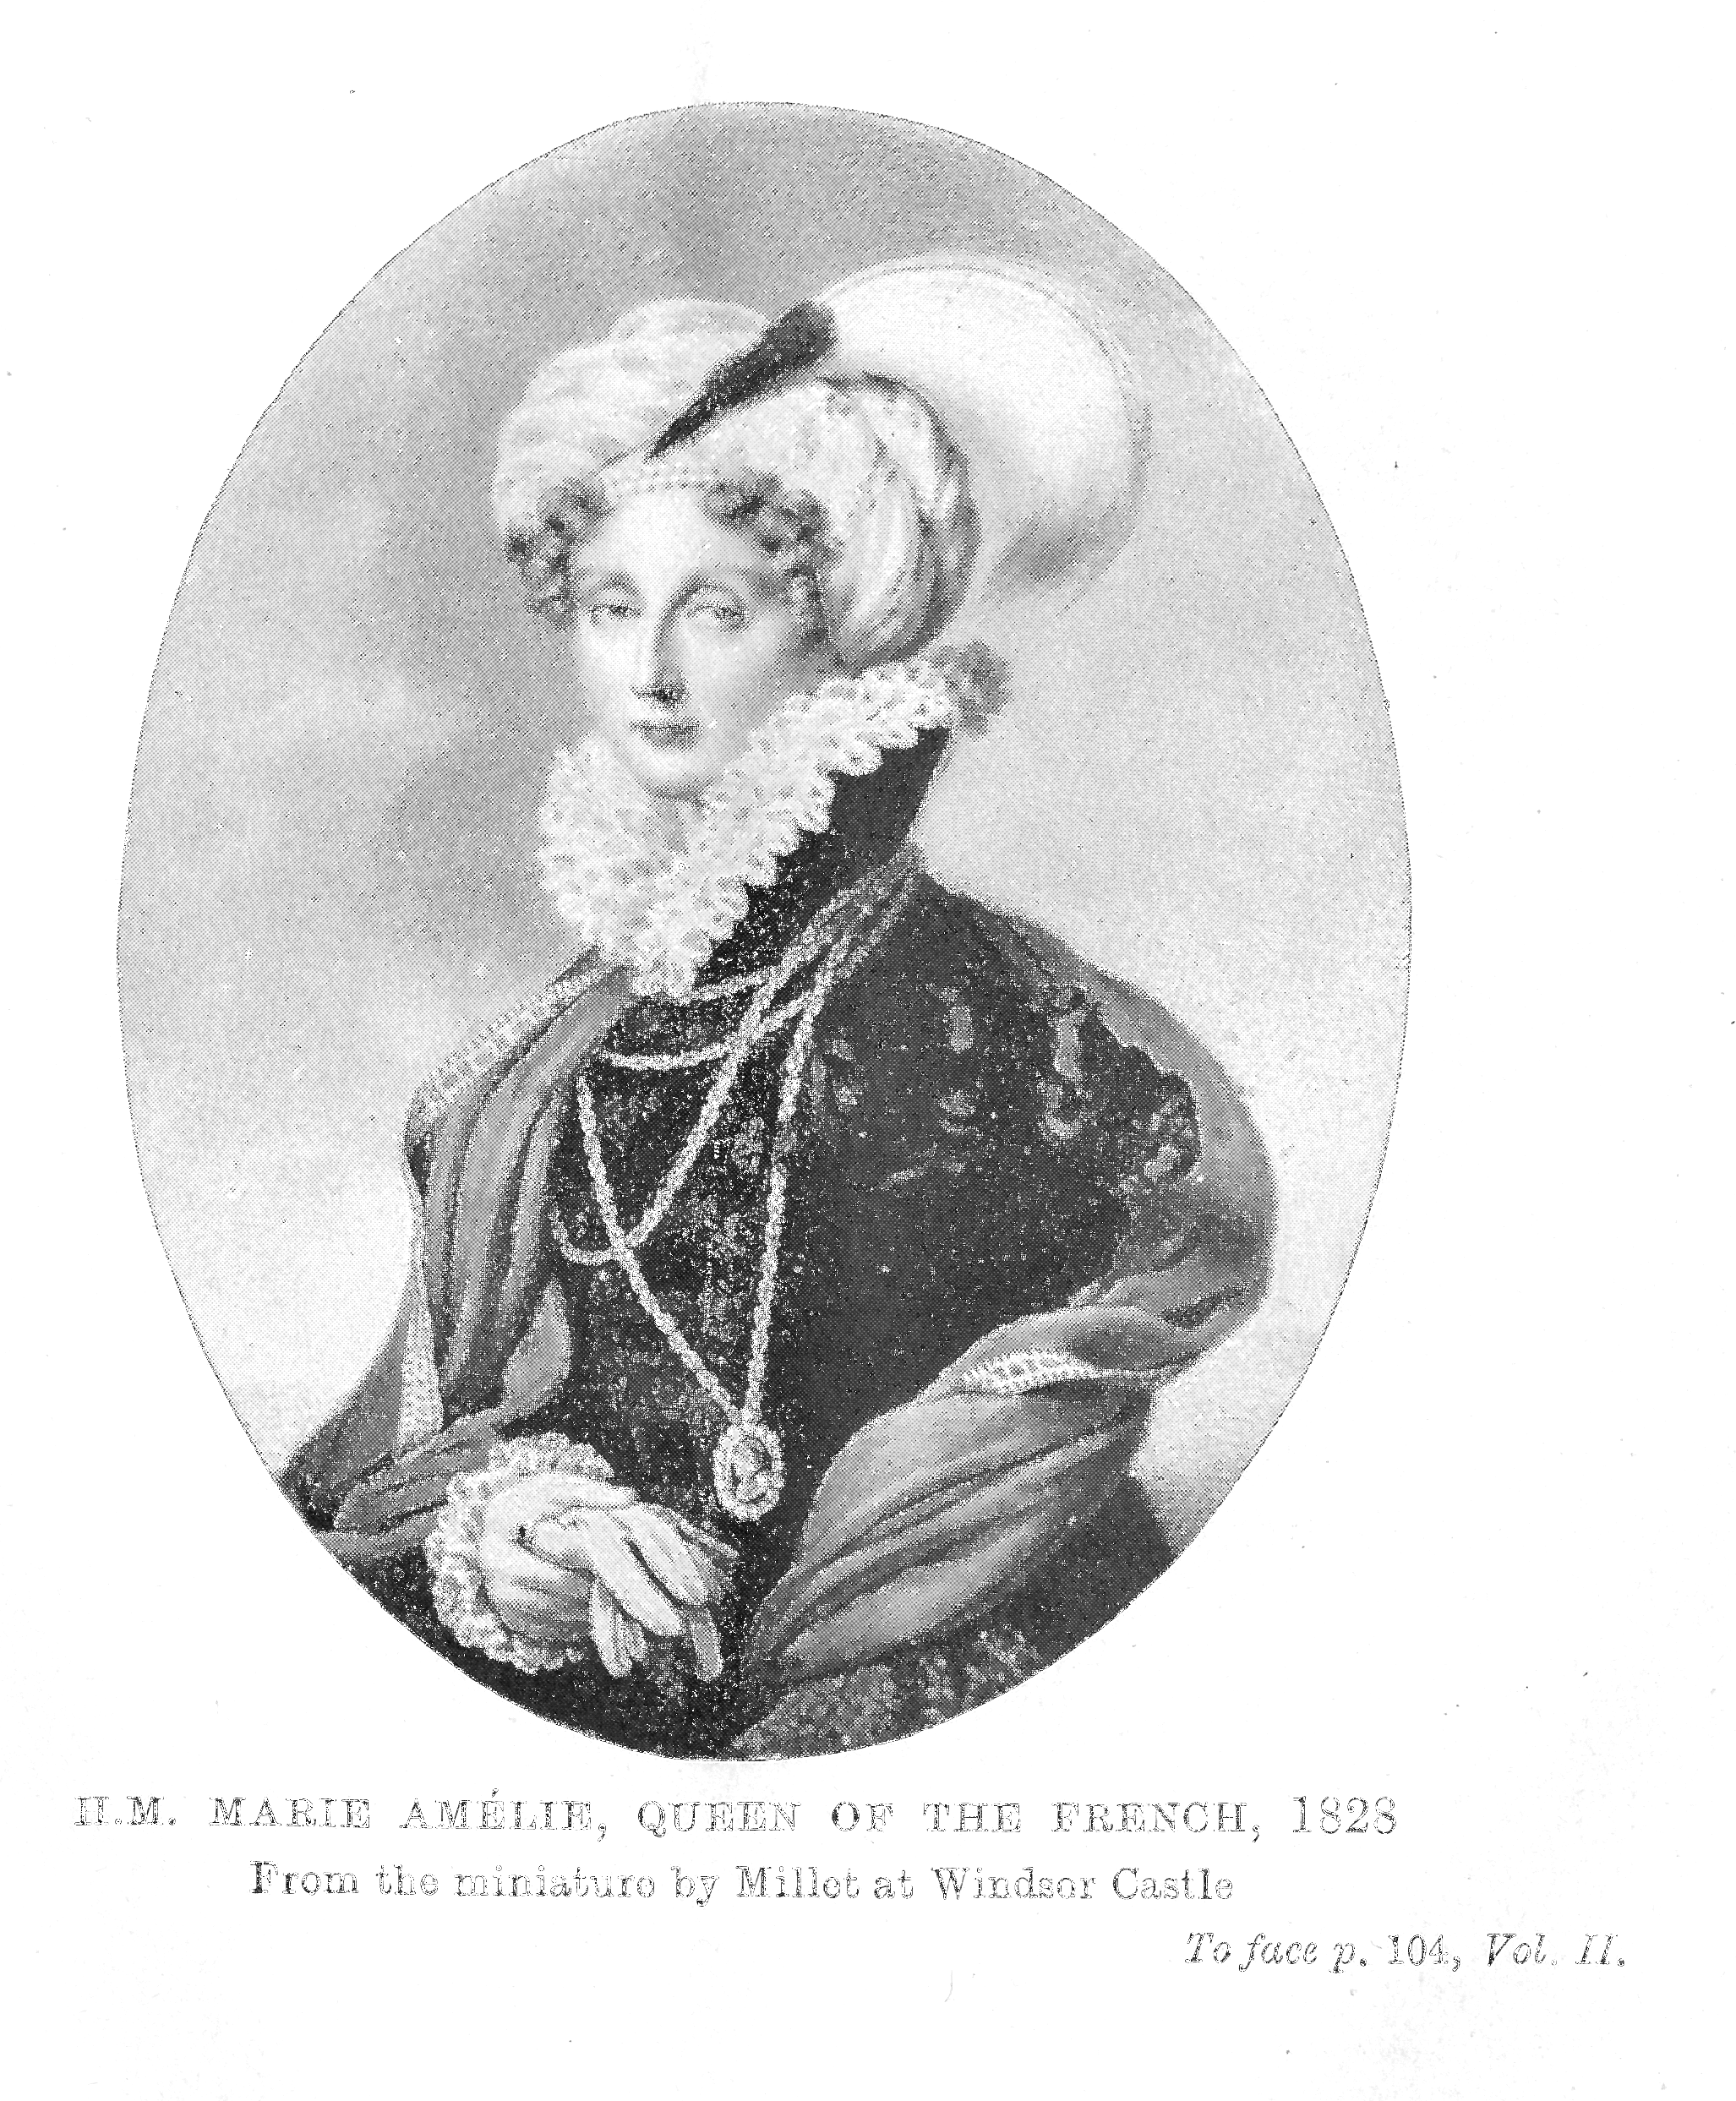 H.M. MARIE AMÉLIE, QUEEN OF THE FRENCH, 1828
From the miniature by Millet at Windsor Castle
To face p. 104, Vol. II.